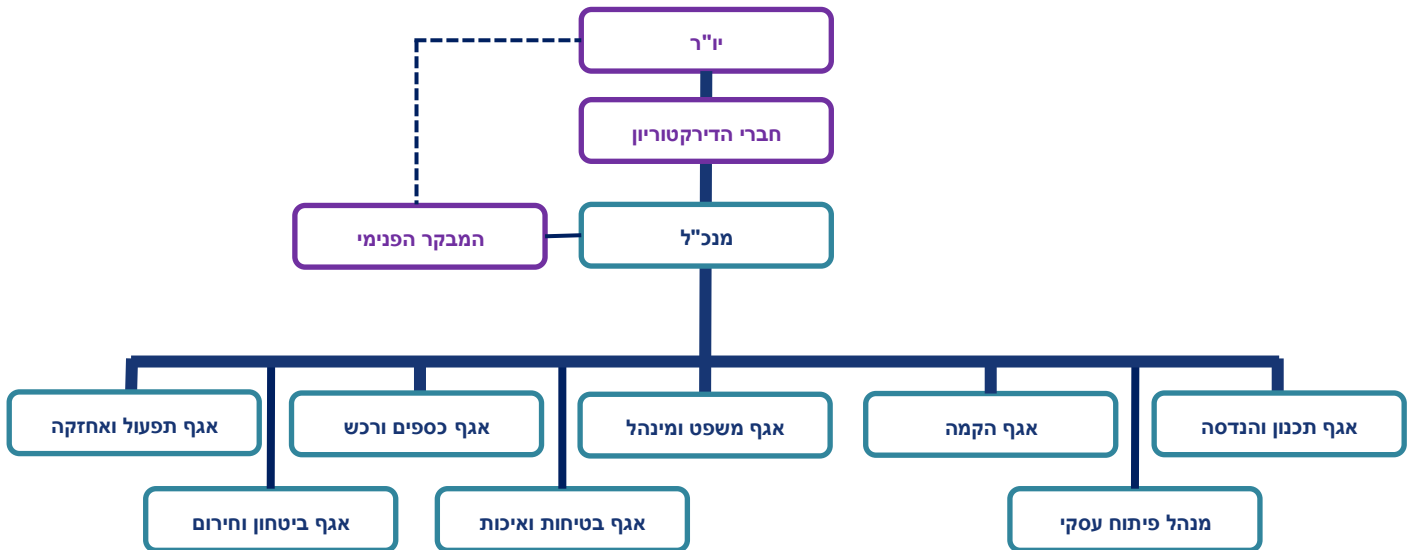 יו"ר
חברי הדירקטוריון
מנכ"ל
המבקר הפנימי
אגף תכנון והנדסה
אגף הקמה
אגף משפט ומינהל
אגף כספים ורכש
אגף תפעול ואחזקה
מנהל פיתוח עסקי
אגף בטיחות ואיכות
אגף ביטחון וחירום